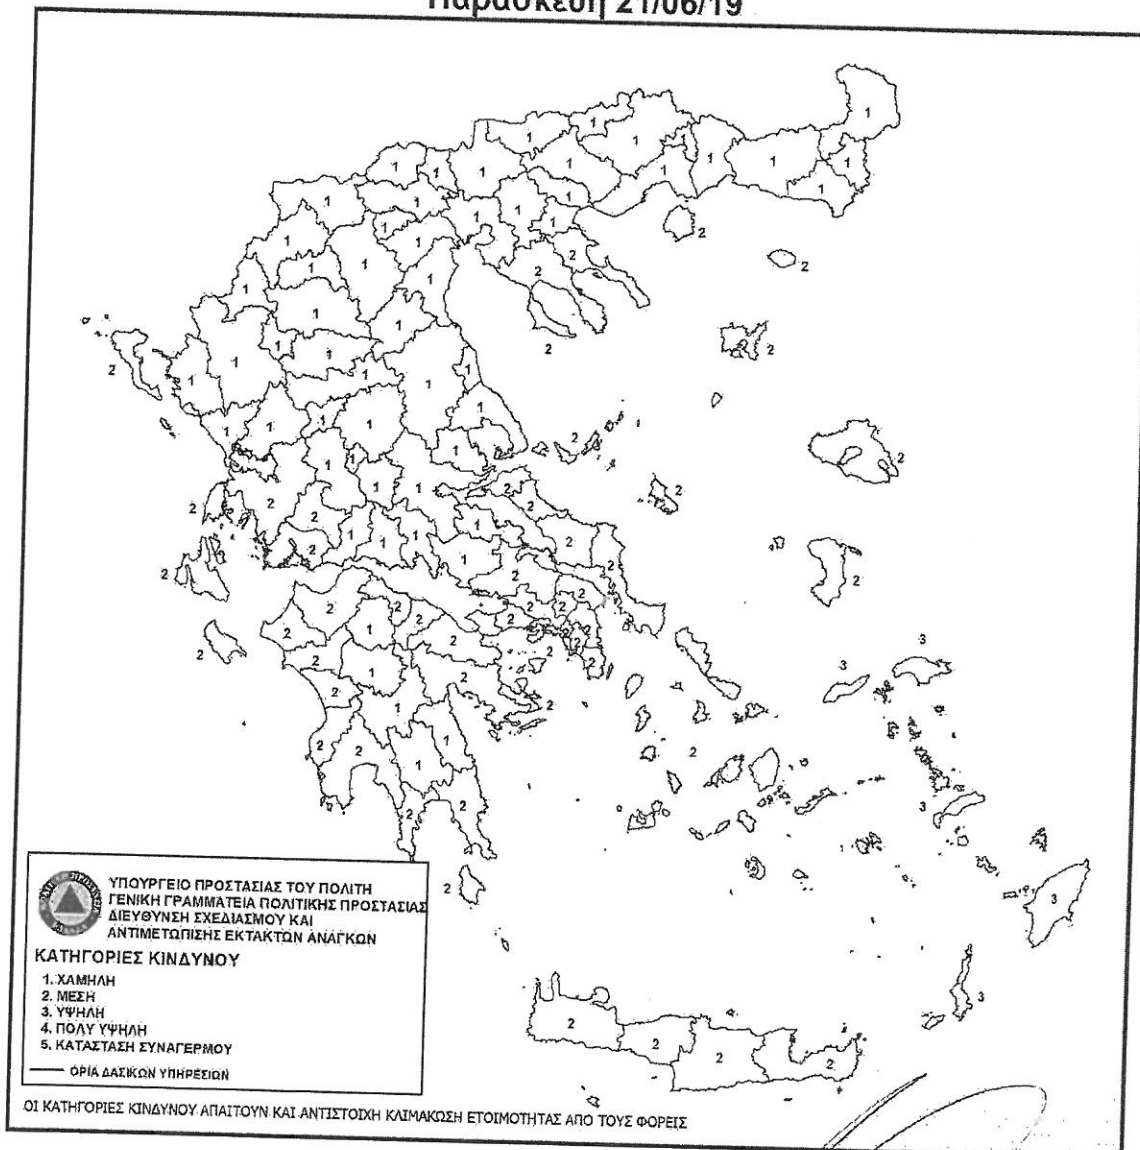 Παρασκευή 21/06/19
ΥΠΟΥΡΓΕΙΟ ΠΡΟΣΤΑΣΙΑΣ ΤΟΥ ΠΟΛΙΤΗ
ΓΕΝΙΚΗ ΓΡΑΜΜΑΤΕΙΑ ΠΟΛΙΤΙΚΗΣ ΠΡΟΣΤΑΣΙΑΣ
ΔΙΕΥΘΥΝΣΗ ΣΧΕΔΙΑΣΜΟΥ ΚΑΙ
ΑΝΤΙΜΕΤΩΠΙΣΗΣ ΕΚΤΑΚΤΩΝ ΑΝΑΓΚΩΝ
ΚΑΤΗΓΟΡΙΕΣ ΚΙΝΔΥΝΟΥ
1. ΧΑΜΗΛΗ
2. ΜΕΣΗ
3. ΥΨΗΛΗ
4. ΠΟΛΥ ΥΨΗΛΗ
5. ΚΑΤΑΣΤΑΣΗ ΣΥΝΑΓΕΡΜΟΥ
ΟΡΙΑ ΔΑΣΙΚΩΝ ΥΠΗΡΕΣΙΩΝ
ΟΙ ΚΑΤΗΓΟΡΙΕΣ ΚΙΝΔΥΝΟΥ ΑΠΑΙΤΟΥΝ ΚΑΙ ΑΝΤΙΣΤΟΙΧΗ ΚΛΙΜΑΚΩΣΗ ΕΤΟΙΜΟΤΗΤΑΣ ΑΠΟ ΤΟΥΣ ΦΟΡΕΙΣ